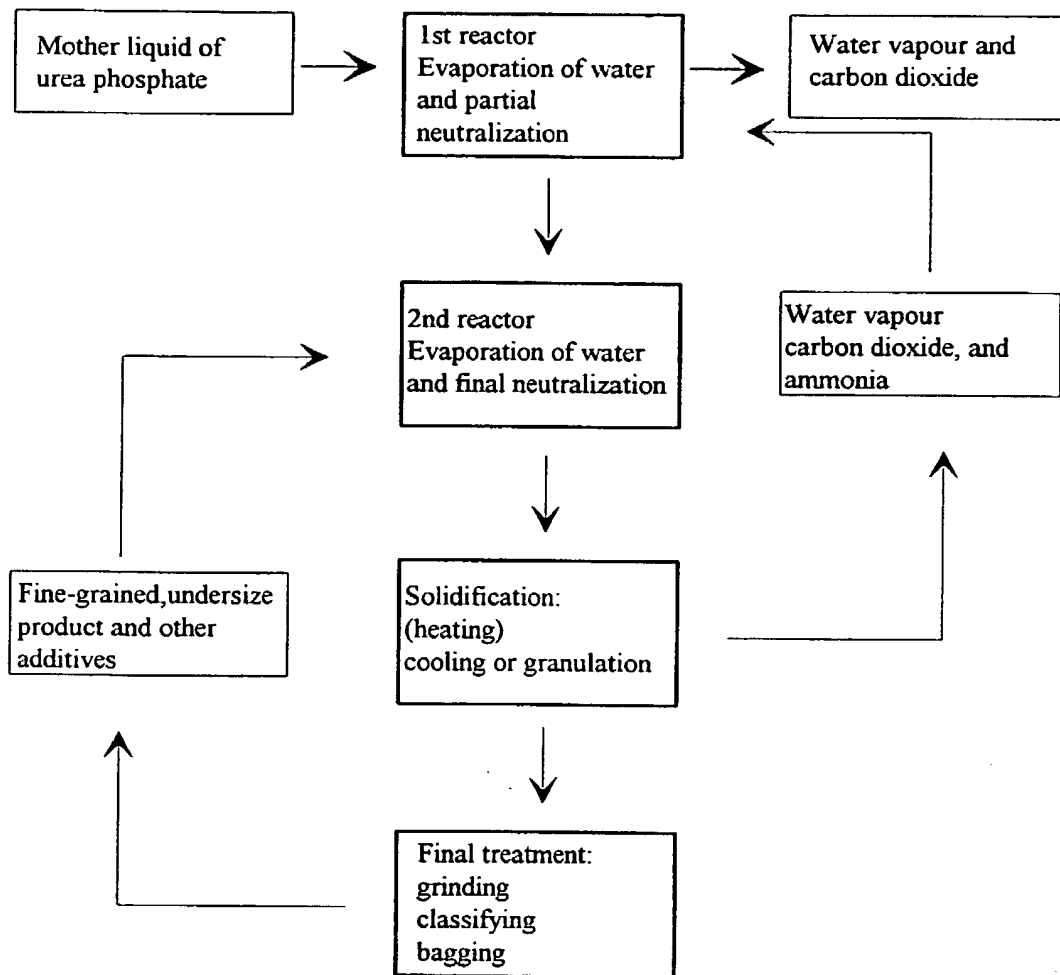 Mother liquid of
urea phosphate
1st reactor
Evaporation of water
and partial
neutralization
Water vapour and
carbon dioxide
2nd reactor
Evaporation of water
and final neutralization
Water vapour
carbon dioxide, and
ammonia
Fine-grained,undersize
product and other
additives
Solidification:
(heating)
cooling or granulation
Final treatment:
grinding
classifying
bagging